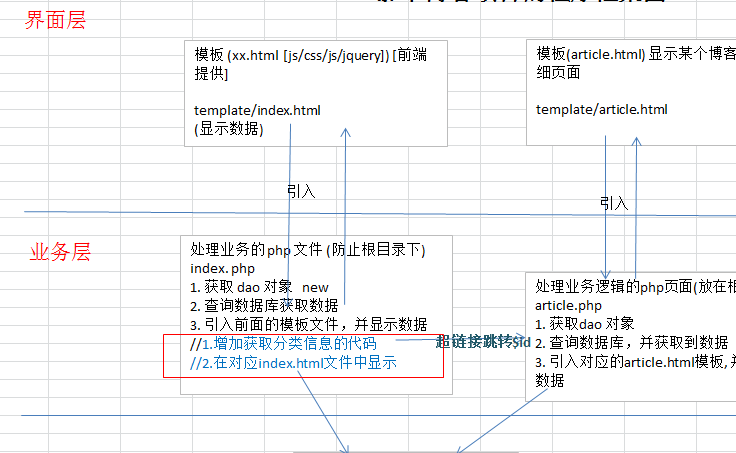 界面层
模板 (xx.html [js/css/js/jquery]) [前端
提供]
template/index.html
(显示数据)
模板(article.html) 显示某个博客
细页面
template/article.html
引入
引入
业务层
处理业务的 php 文件 (防止根目录下)
index. php
1. 获取 dao 对象 new
2. 查询数据库获取数据
3. 引入前面的模板文件，并显示数据
//1.增加获取分类信息的代码
//2.在对应index.html文件中显示
超链接跳转$id
处理业务逻辑的php页面(放在根
article.php
1. 获取dao 对象
2. 查询数据库，并获取到数据
3. 引入对应的article.html模板, 并
数据